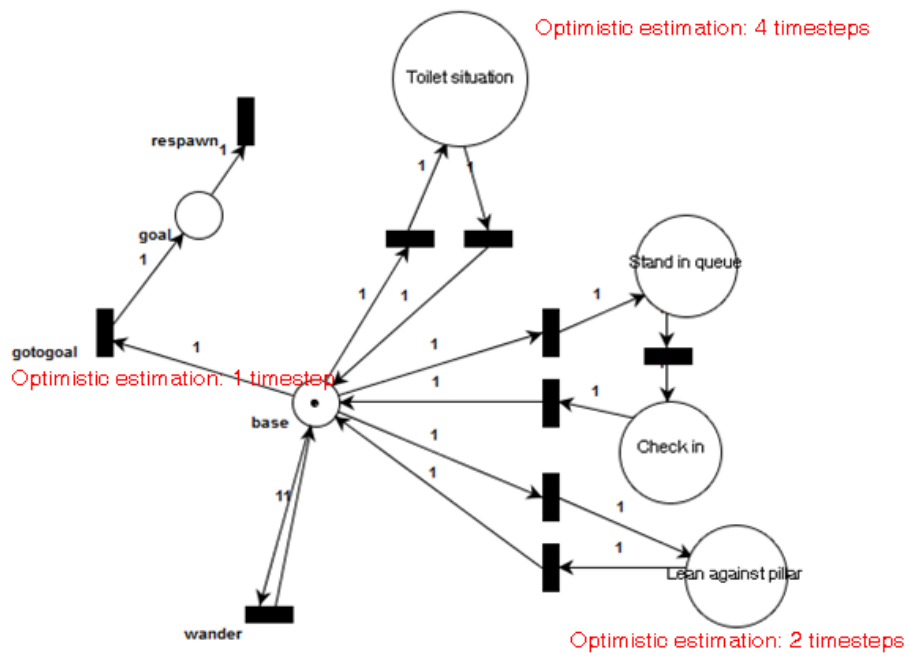 Optimistic estimation: 4 timesteps
Toilet situation
respawn
1
1
1
goal
1
Stand in queue
1
1
1
1
1
gotogoal
Optimistic estimation: 1 timestep
1
1
base
Check in
1
1
1
1
11
Lean against pillar
wander
Optimistic estimation: 2 timesteps